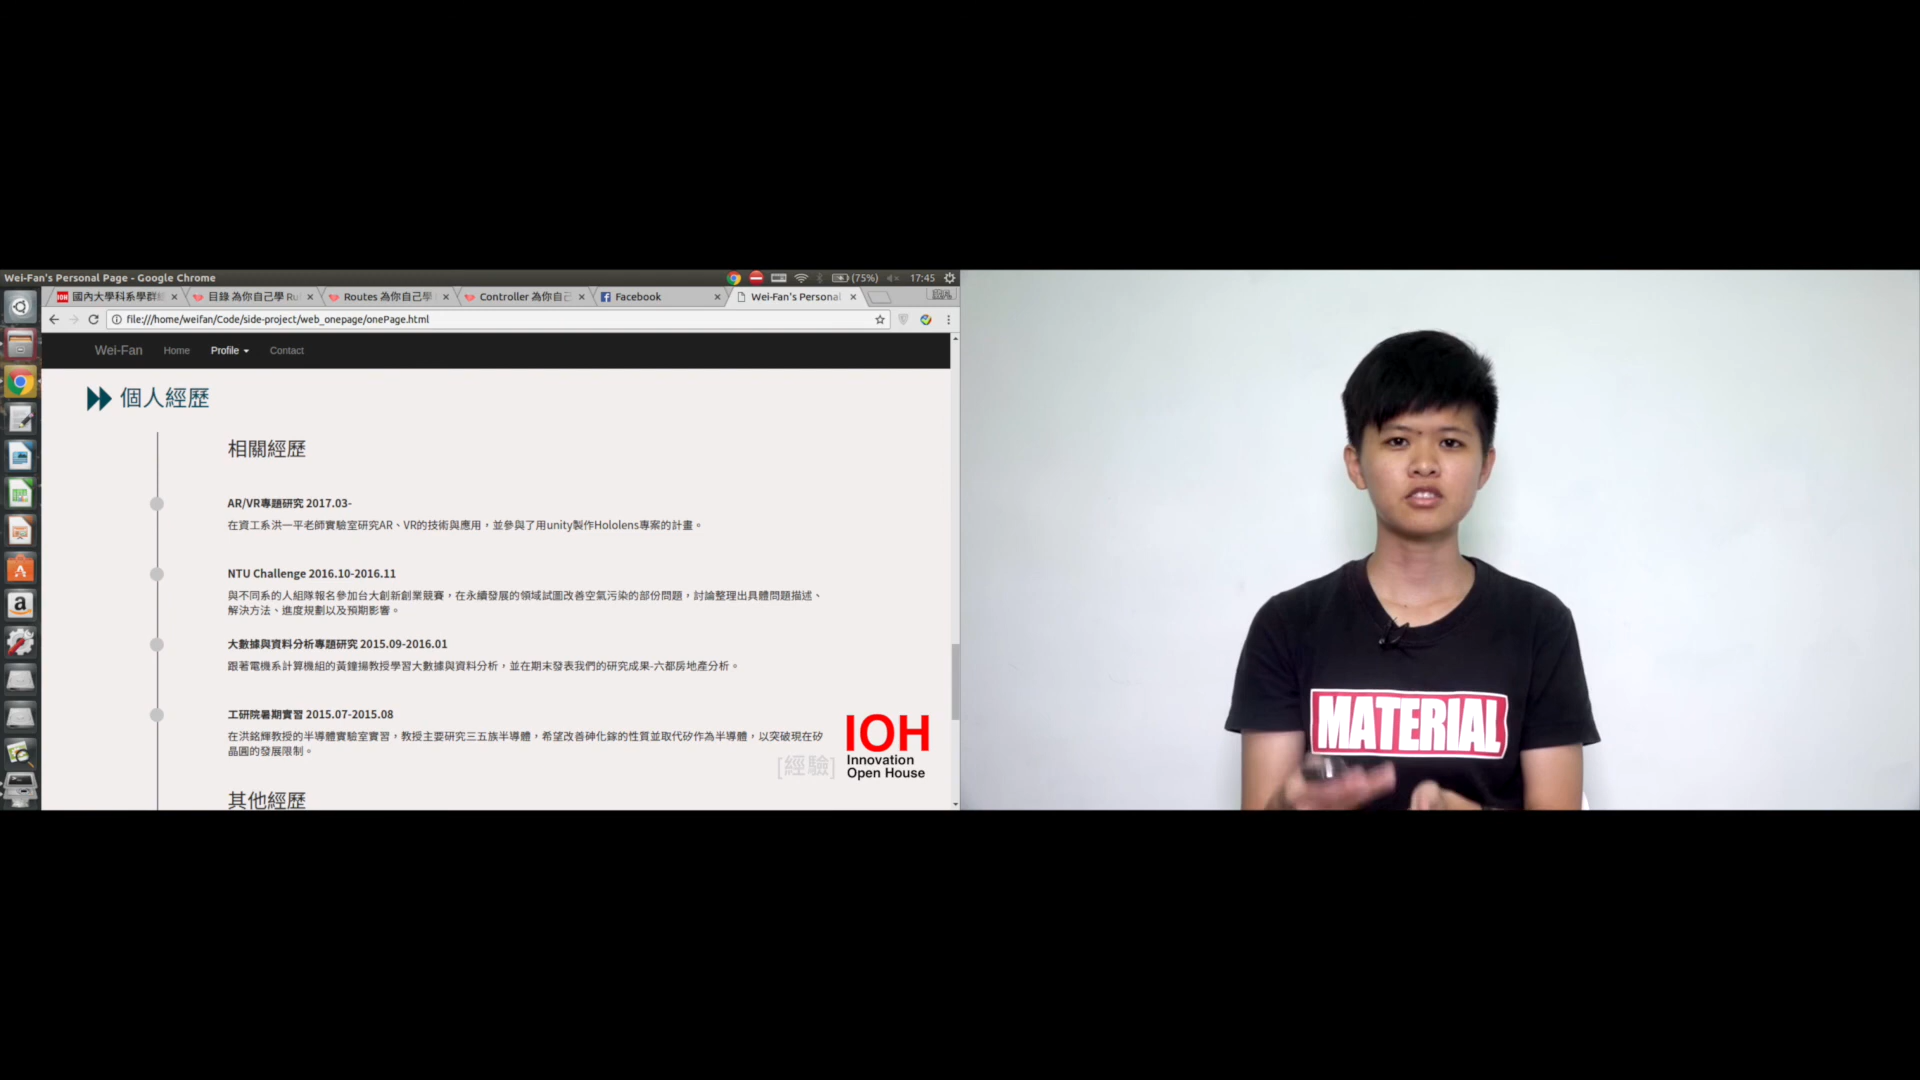 Wei-Fan's Personal Page - Google Chrome
(75%)
17:45
國內大學科系學群
目錄 為你自己學 Ru
Routes 為你自己學
Controller 為你自己
Facebook
Wei-Fan's Personal
file:///home/weifan/Code/side-project/web_onepage/onePage.html
Wei-Fan
Home
Profile
Contact
個人經歷
相關經歷
AR/VR專題研究 2017.03-
在資工系洪一平老師實驗室研究AR、VR的技術與應用，並參與了用unity製作Hololens專案的計畫。
NTU Challenge 2016.10-2016.11
與不同系的人組隊報名參加台大創新創業競賽，在永續發展的領域試圖改善空氣污染的部份問題，討論整理出具體問題描述、
解決方法、進度規劃以及預期影響。
大數據與資料分析專題研究 2015.09-2016.01
跟著電機系計算機組的黃鐘揚教授學習大數據與資料分析，並在期末發表我們的研究成果-六都房地產分析。
工研院暑期實習 2015.07-2015.08
在洪銘輝教授的半導體實驗室實習，教授主要研究三五族半導體，希望改善砷化鎵的性質並取代矽作為半導體，以突破現在矽
晶圓的發展限制。
其他經歷
[經驗]
IOH
Innovation
Open House
MATERIAL